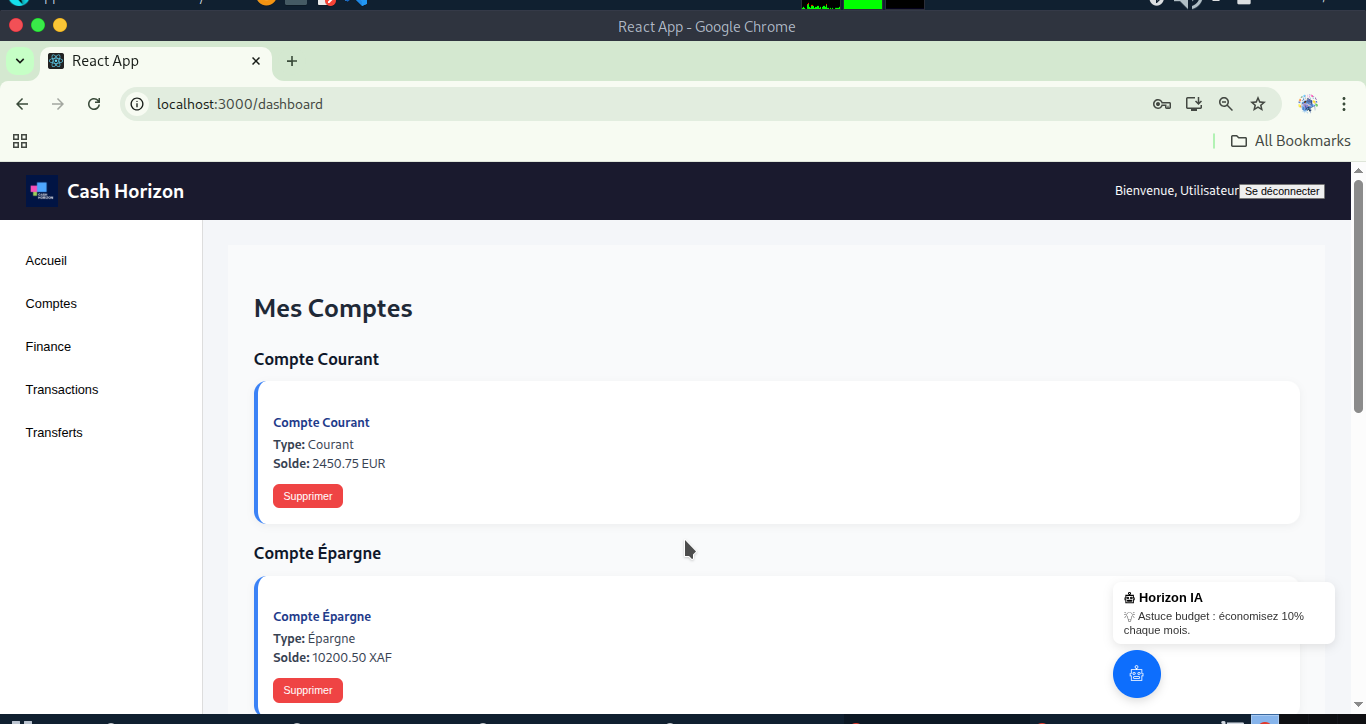 React App - Google Chrome
React App
localhost:3000/dashboard
All Bookmarks
Cash Horizon
Bienvenue, Utilisateur Se déconnecter
Accueil
Comptes
Finance
Transactions
Transferts
Mes Comptes
Compte Courant
Compte Courant
Type: Courant
Solde: 2450.75 EUR
Supprimer
Compte Épargne
Compte Épargne
Type: Épargne
Solde: 10200.50 XAF
Supprimer
Horizon IA
Astuce budget : économisez 10%
chaque mois.